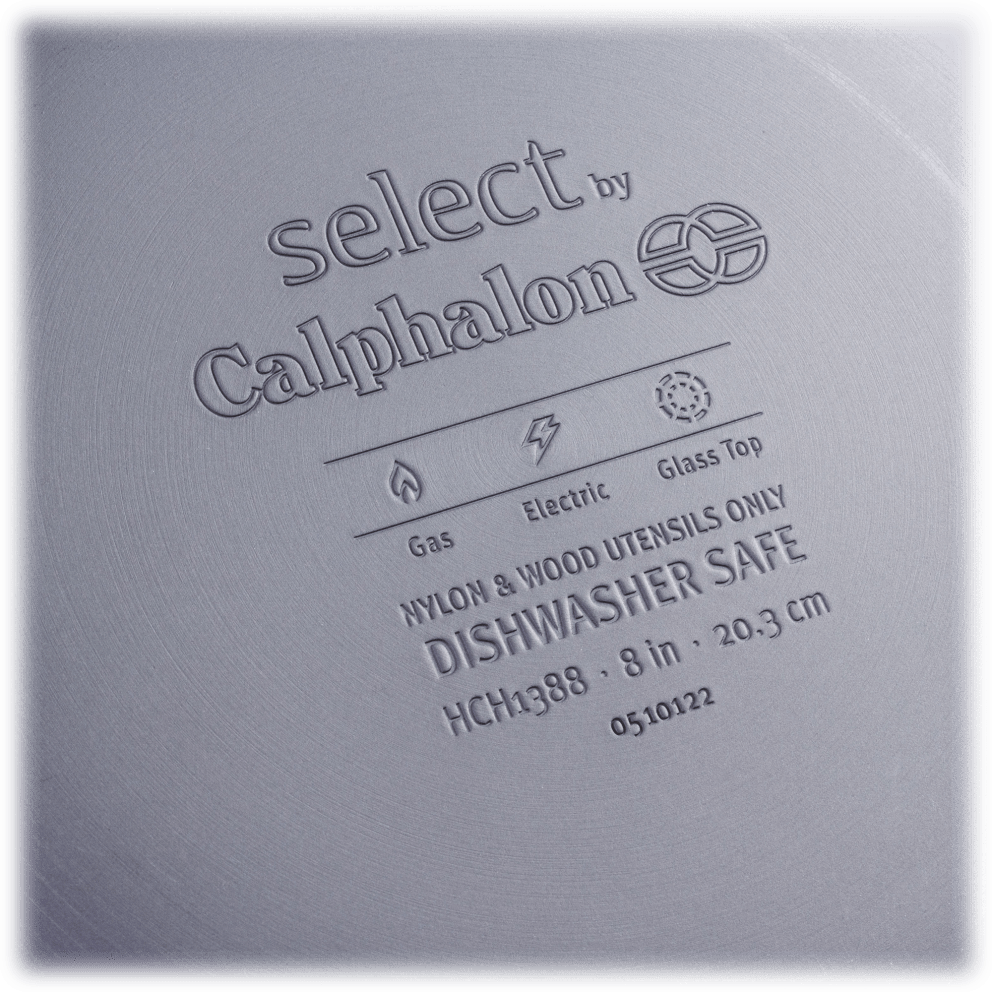 select by
Calphalon
Gas Electric Glass Top
NYLON & WOOD UTENSILS ONLY
DISHWASHER SAFE
HCH1388 · 8 in · 20.3 cm
0510122